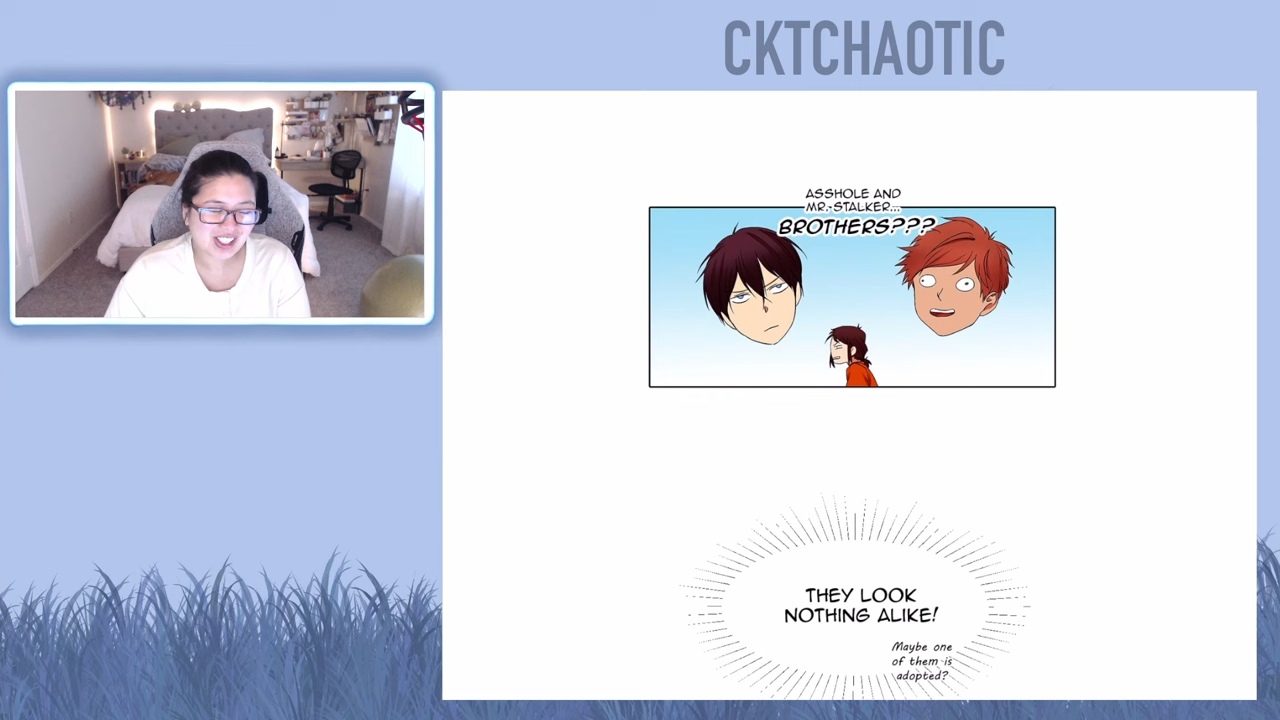 CKTCHAOTIC
ASSHOLE AND
MR. STALKER...
BROTHERS???
THEY LOOK
NOTHING ALIKE!
Maybe one
of them is
adopted?